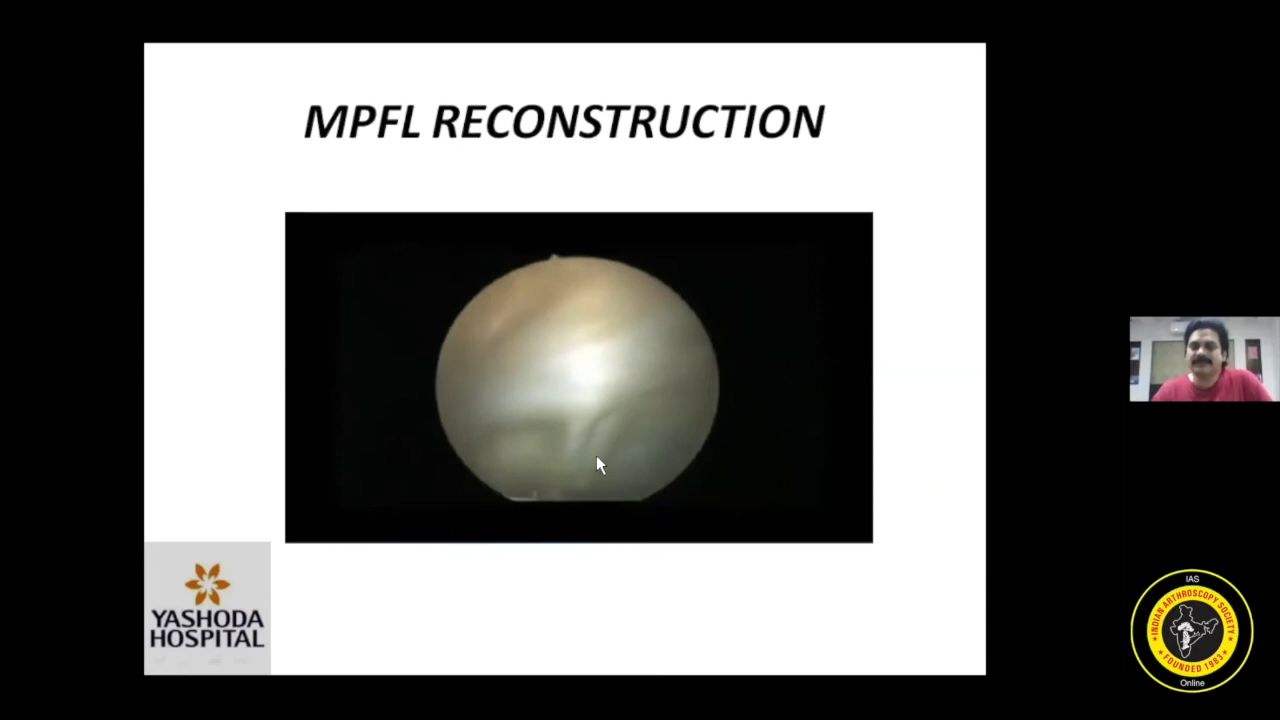 MPFL RECONSTRUCTION
YASHODA
HOSPITAL
IAS
INDIAN ARTHROSCOPY SOCIETY
FOUNDED 1983
Online